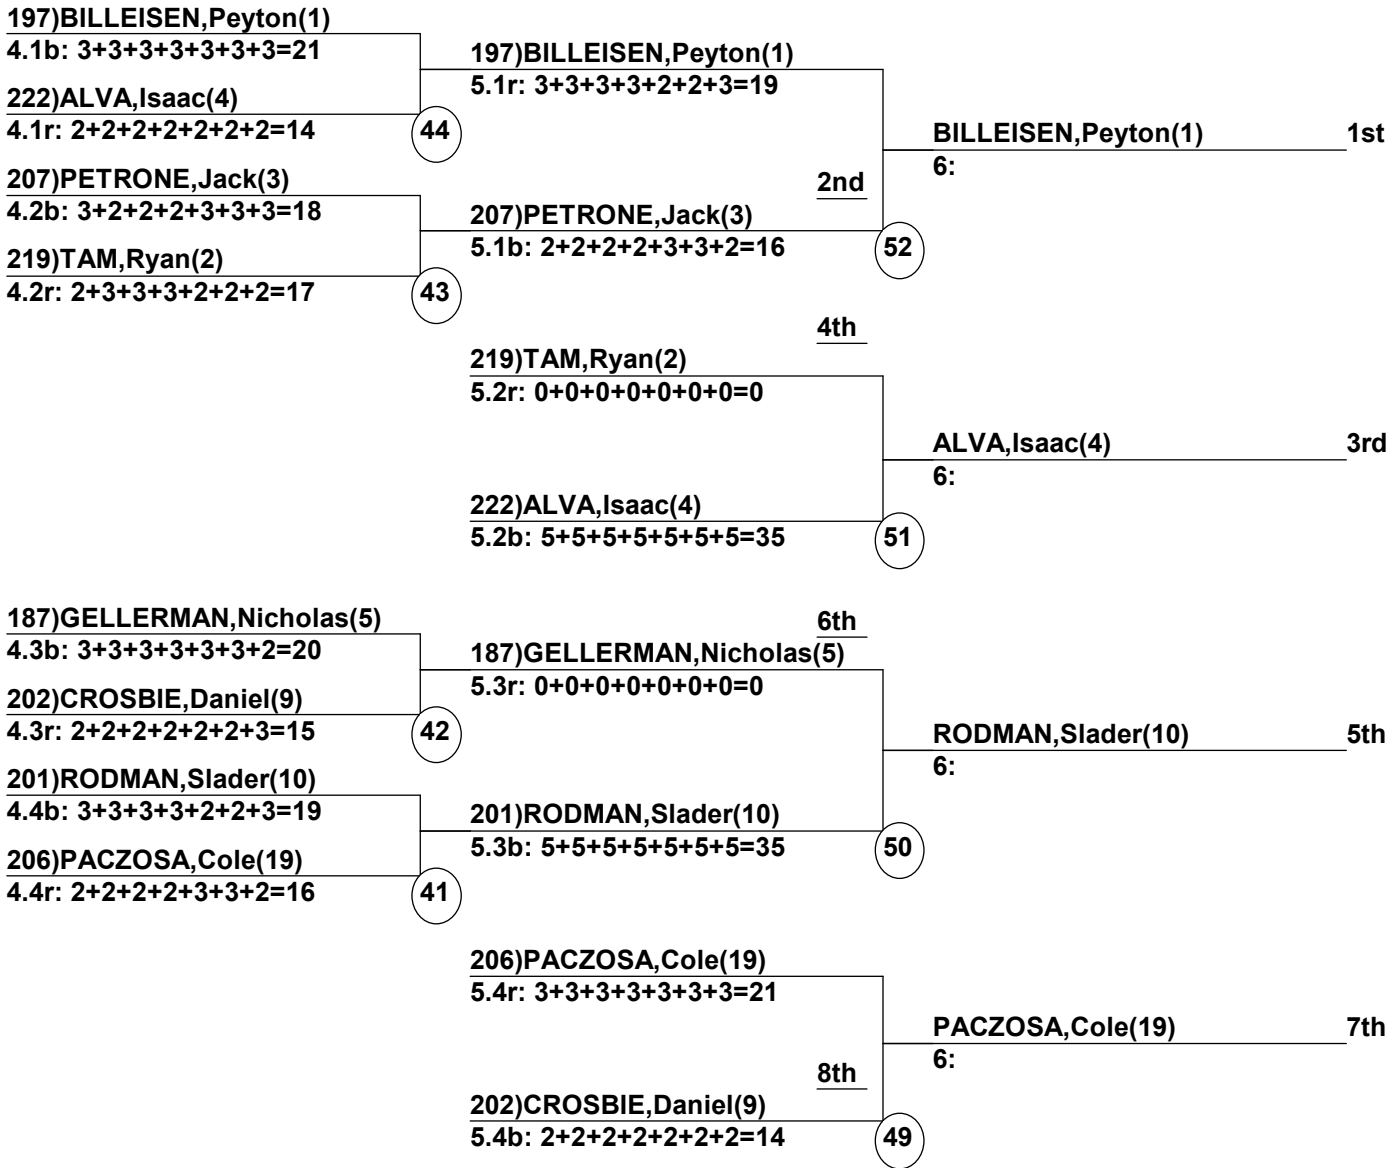 197)BILLEISEN,Peyton(1)
4.1b: 3+3+3+3+3+3+3=21
222)ALVA,Isaac(4)
4.1r: 2+2+2+2+2+2+2=14
44
207)PETRONE,Jack(3)
4.2b: 3+2+2+2+3+3+3=18
219)TAM,Ryan(2)
4.2r: 2+3+3+3+2+2+2=17
43
197)BILLEISEN,Peyton(1)
5.1r: 3+3+3+3+2+2+3=19
2nd
207)PETRONE,Jack(3)
5.1b: 2+2+2+2+3+3+2=16
52
BILLEISEN,Peyton(1) 1st
6:
4th
219)TAM,Ryan(2)
5.2r: 0+0+0+0+0+0+0=0
222)ALVA,Isaac(4)
5.2b: 5+5+5+5+5+5+5=35
51
ALVA,Isaac(4) 3rd
6:
187)GELLERMAN,Nicholas(5)
4.3b: 3+3+3+3+3+3+2=20
202)CROSBIE,Daniel(9)
4.3r: 2+2+2+2+2+2+3=15
42
201)RODMAN,Slader(10)
4.4b: 3+3+3+3+2+2+3=19
206)PACZOSA,Cole(19)
4.4r: 2+2+2+2+3+3+2=16
41
6th
187)GELLERMAN,Nicholas(5)
5.3r: 0+0+0+0+0+0+0=0
201)RODMAN,Slader(10)
5.3b: 5+5+5+5+5+5+5=35
50
RODMAN,Slader(10) 5th
6:
206)PACZOSA,Cole(19)
5.4r: 3+3+3+3+3+3+3=21
8th
202)CROSBIE,Daniel(9)
5.4b: 2+2+2+2+2+2+2=14
49
PACZOSA,Cole(19) 7th
6: